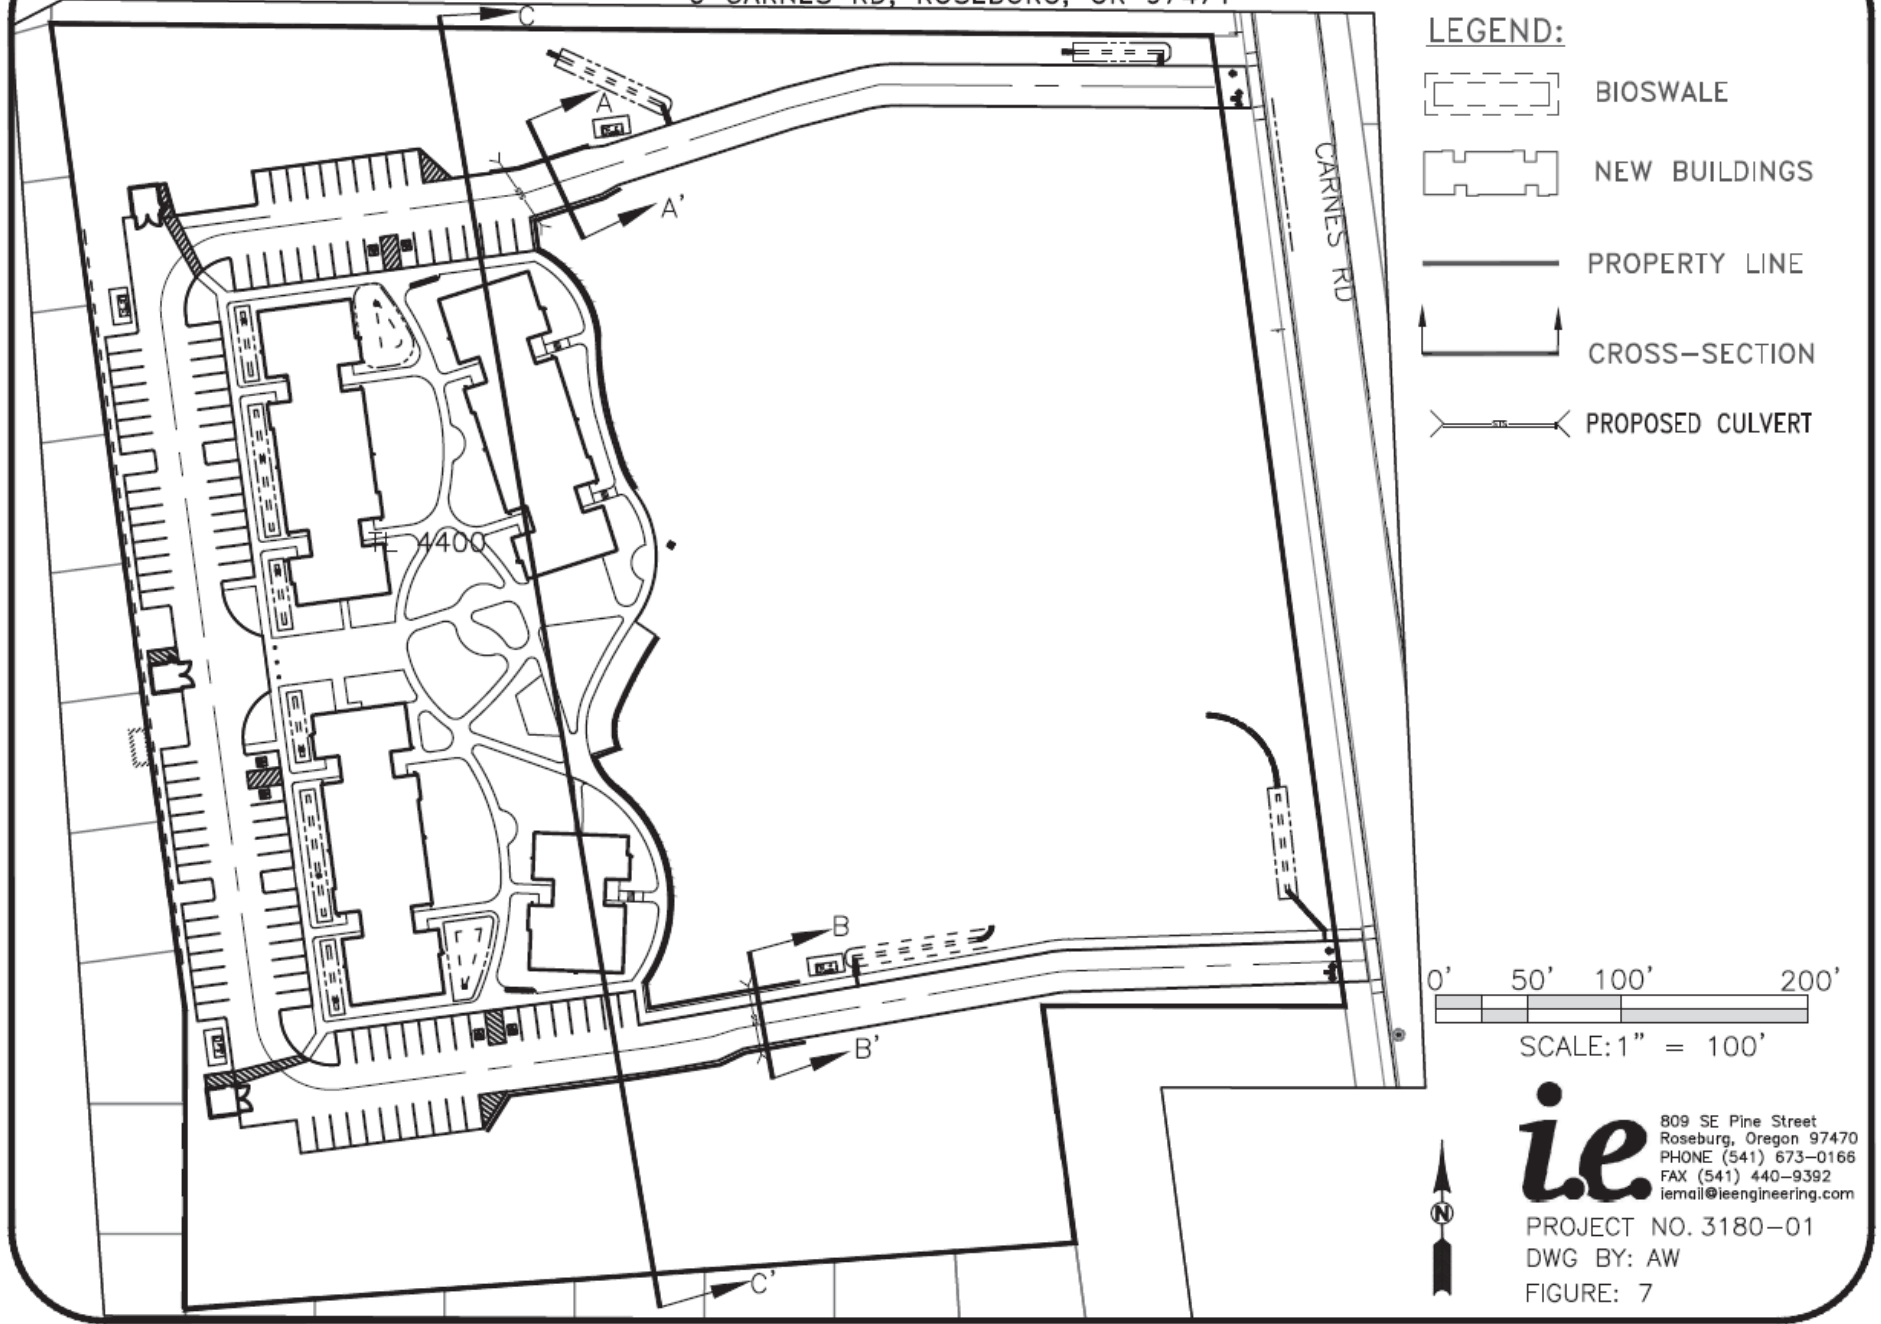 C
LEGEND:
A
BIOSWALE
CARNES RD
NEW BUILDINGS
A'
PROPERTY LINE
CROSS-SECTION
PROPOSED CULVERT
TL 4400
B
0' 50' 100' 200'
B'
SCALE: 1" = 100'
i.e.
809 SE Pine Street
Roseburg, Oregon 97470
PHONE (541) 673-0166
FAX (541) 440-9392
iemail@ieengineering.com
N
PROJECT NO. 3180-01
DWG BY: AW
C'
FIGURE: 7